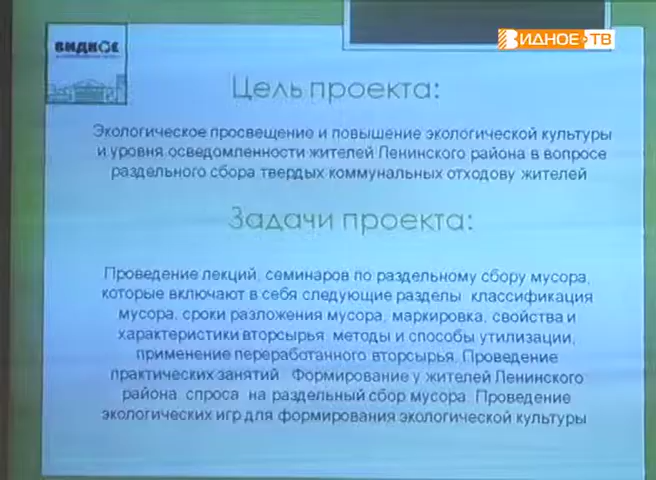 ВИДНОЕ ТВ
ВИДНОЕ
Цель проекта:
Экологическое просвещение и повышение экологической культуры
и уровня осведомленности жителей Ленинского района в вопросе
раздельного сбора твердых коммунальных отходову жителей
Задачи проекта:
Проведение лекций, семинаров по раздельному сбору мусора,
которые включают в себя следующие разделы классификация
мусора, сроки разложения мусора, маркировка, свойства и
характеристики вторсырья методы и способы утилизации,
применение переработанного вторсырья. Проведение
практических занятий Формирование у жителей Ленинского
района спроса на раздельный сбор мусора Проведение
экологических игр для формирования экологической культуры